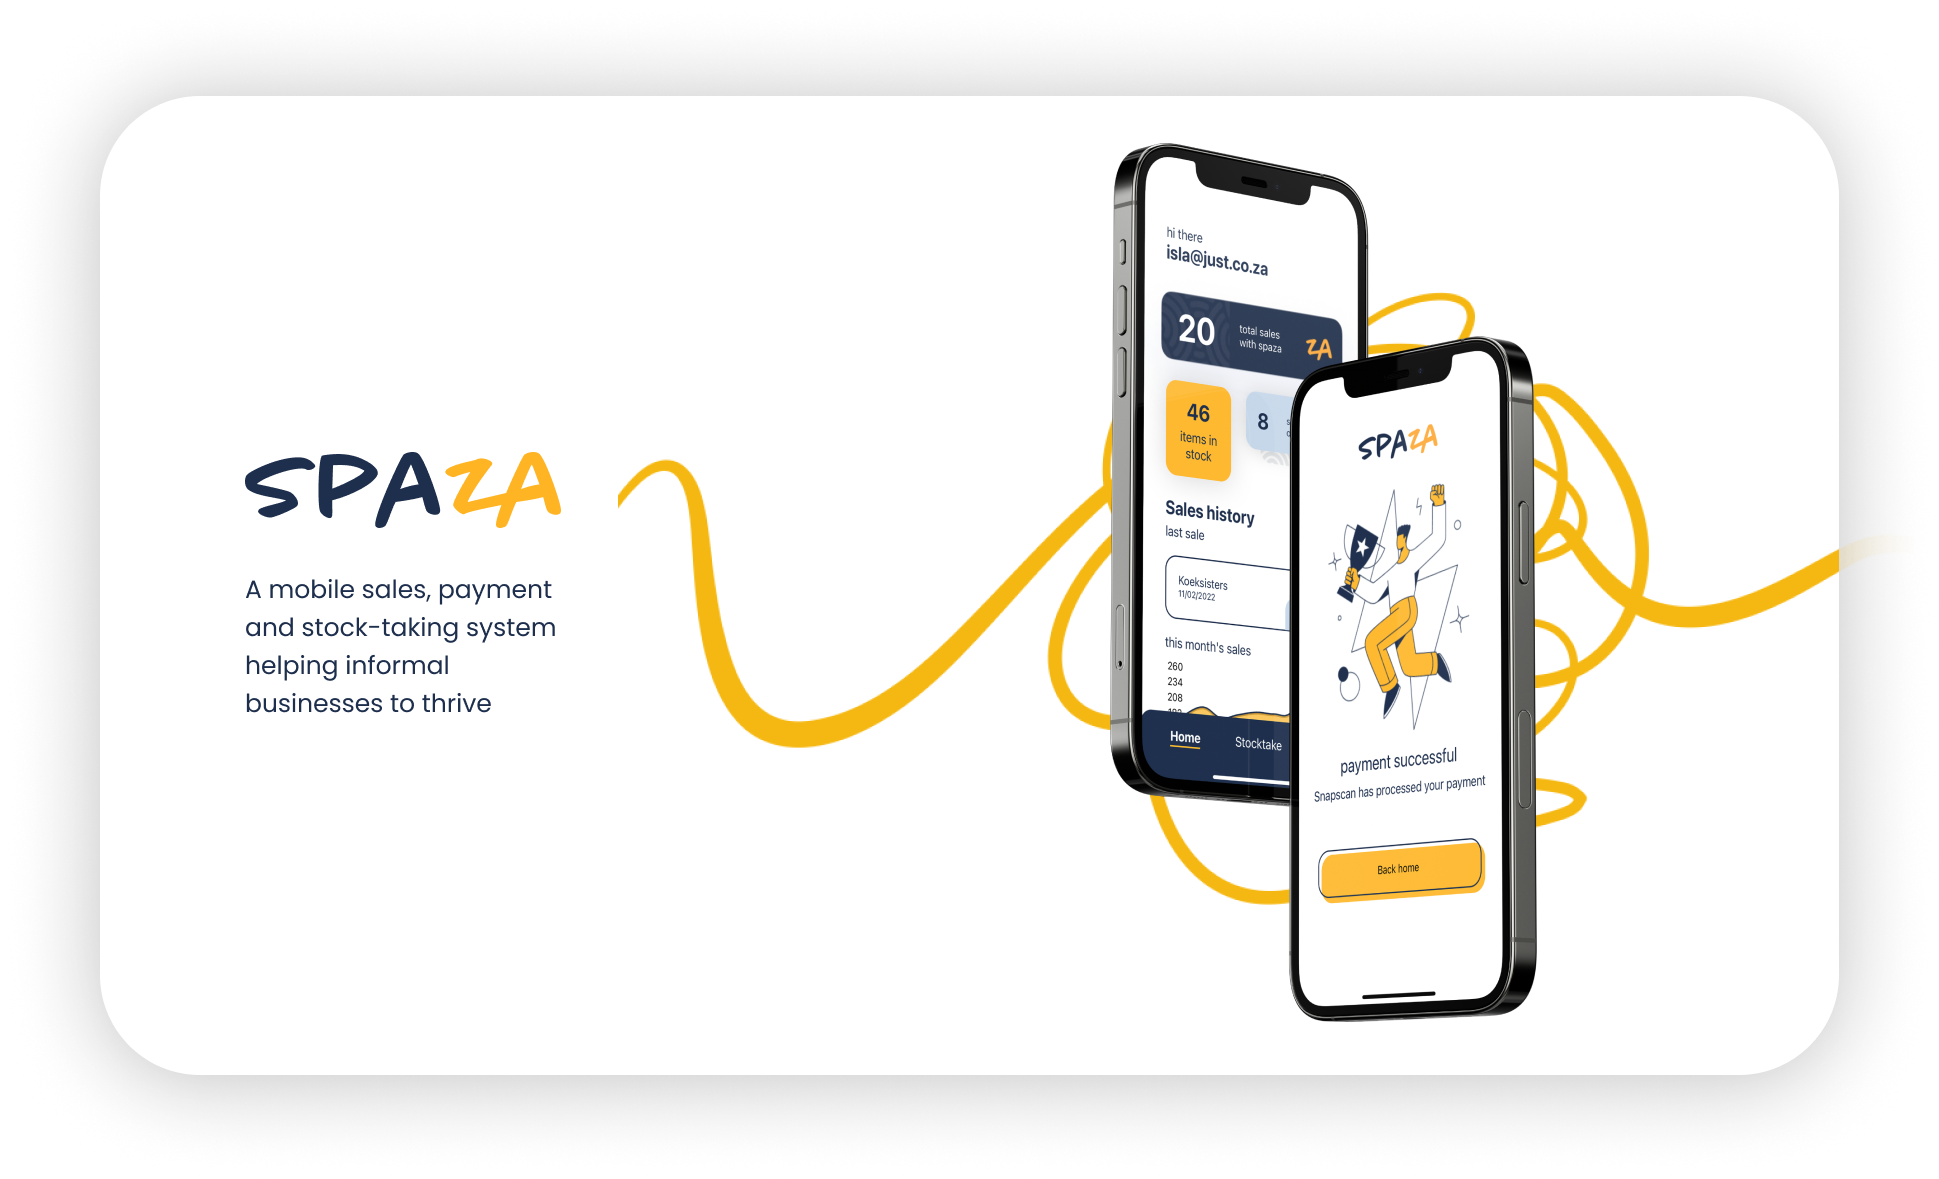 SPAZA
A mobile sales, payment
and stock-taking system
helping informal
businesses to thrive
hi there
isla@just.co.za
20
total sales
with spaza
ZA
46
items in
stock
8
Sales history
last sale
Koeksisters
11/02/2022
this month's sales
260
234
208
Home
Stocktake
SPAZA
payment successful
Snapscan has processed your payment
Back home